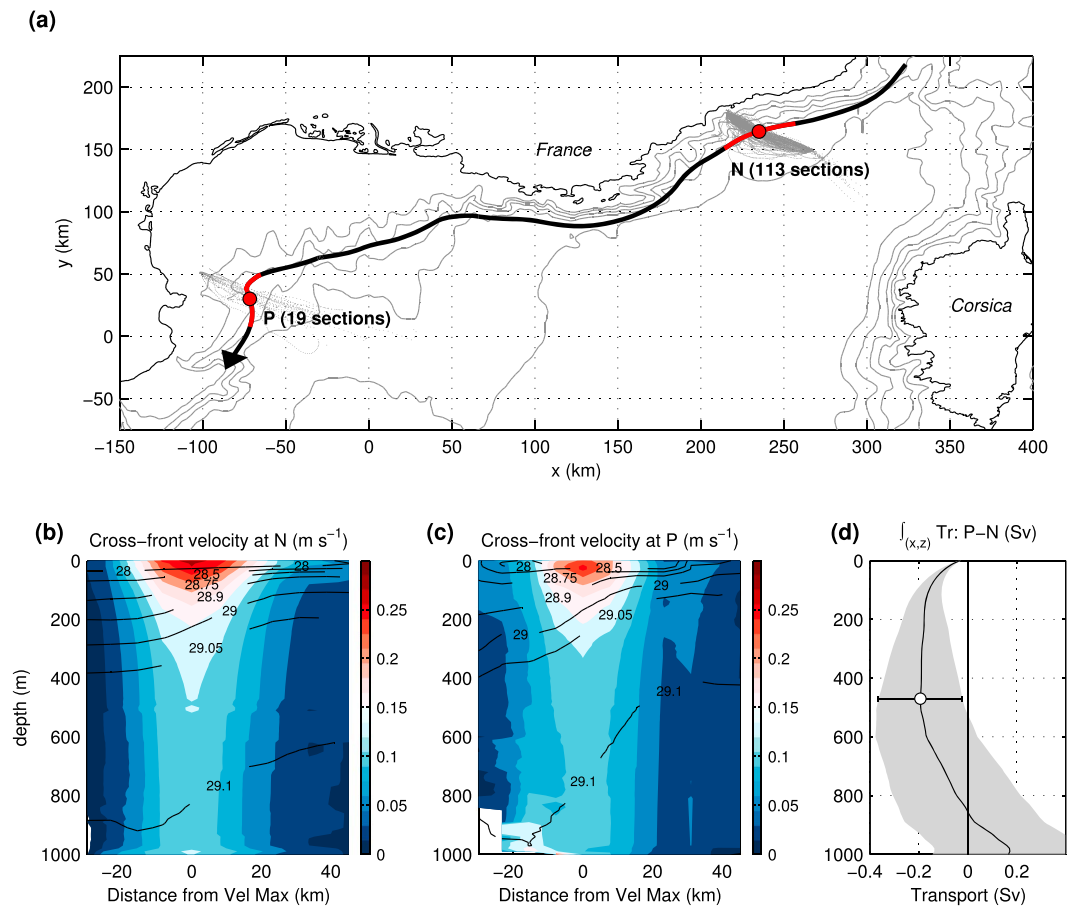 (a)
200
150
100
50
0
−50
y (km)
France
N (113 sections)
P (19 sections)
Corsica
−150 −100 −50 0 50 100 150 200 250 300 350 400
x (km)
(b)
Cross−front velocity at N (m s⁻¹)
0
200
400
600
800
1000
depth (m)
28
28.5
28.75
28.9
29
29.05
29.1
−20 0 20 40
Distance from Vel Max (km)
0.25
0.2
0.15
0.1
0.05
0
(c)
Cross−front velocity at P (m s⁻¹)
0
200
400
600
800
1000
28
28.5
28.75
28.9
29
29
29.05
29.1
29.1
−20 0 20 40
Distance from Vel Max (km)
0.25
0.2
0.15
0.1
0.05
0
(d)
∫(x,z) Tr: P−N (Sv)
0
200
400
600
800
1000
−0.4 −0.2 0 0.2
Transport (Sv)